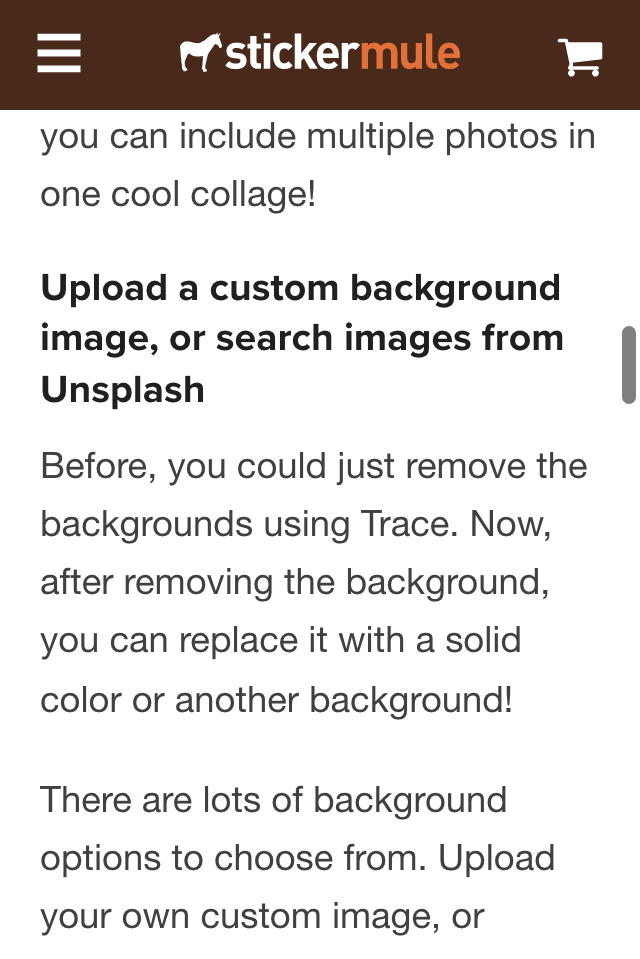 stickermule
you can include multiple photos in
one cool collage!
Upload a custom background
image, or search images from
Unsplash
Before, you could just remove the
backgrounds using Trace. Now,
after removing the background,
you can replace it with a solid
color or another background!
There are lots of background
options to choose from. Upload
your own custom image, or